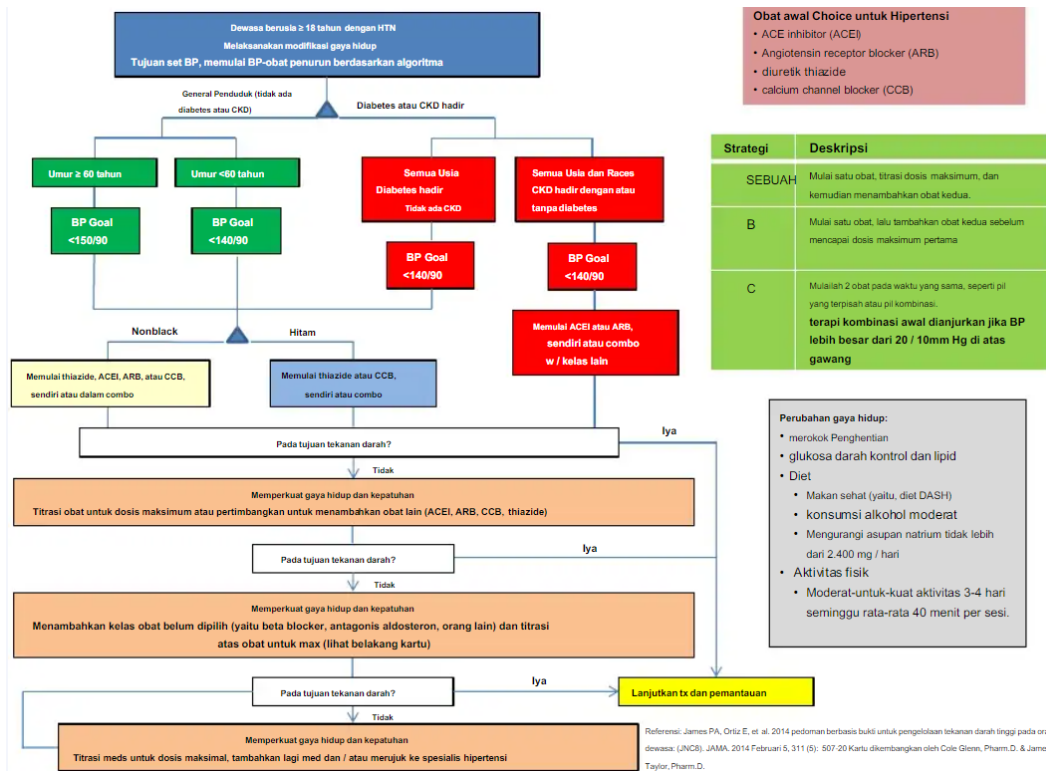 Dewasa berusia ≥ 18 tahun dengan HTN
Melaksanakan modifikasi gaya hidup
Tujuan set BP, memulai BP-obat penurun berdasarkan algoritma
General Penduduk (tidak ada
diabetes atau CKD)
Diabetes atau CKD hadir
Umur ≥ 60 tahun
Umur <60 tahun
Semua Usia
Diabetes hadir
Tidak ada CKD
Semua Usia dan Races
CKD hadir dengan atau
tanpa diabetes
BP Goal
<150/90
BP Goal
<140/90
BP Goal
<140/90
BP Goal
<140/90
Nonblack
Hitam
Memulai ACEI atau ARB,
sendiri atau combo
w / kelas lain
Memulai thiazide, ACEI, ARB, atau CCB,
sendiri atau dalam combo
Memulai thiazide atau CCB,
sendiri atau combo
Pada tujuan tekanan darah?
Iya
Tidak
Memperkuat gaya hidup dan kepatuhan
Titrasi obat untuk dosis maksimum atau pertimbangkan untuk menambahkan obat lain (ACEI, ARB, CCB, thiazide)
Pada tujuan tekanan darah?
Iya
Tidak
Memperkuat gaya hidup dan kepatuhan
Menambahkan kelas obat belum dipilih (yaitu beta blocker, antagonis aldosteron, orang lain) dan titrasi
atas obat untuk max (lihat belakang kartu)
Pada tujuan tekanan darah?
Iya
Lanjutkan tx dan pemantauan
Tidak
Memperkuat gaya hidup dan kepatuhan
Titrasi meds untuk dosis maksimal, tambahkan lagi med dan / atau merujuk ke spesialis hipertensi
Obat awal Choice untuk Hipertensi
• ACE inhibitor (ACEI)
• Angiotensin receptor blocker (ARB)
• diuretik thiazide
• calcium channel blocker (CCB)
Strategi Deskripsi
SEBUAH Mulai satu obat, titrasi dosis maksimum, dan
kemudian menambahkan obat kedua.
B Mulai satu obat, lalu tambahkan obat kedua sebelum
mencapai dosis maksimum pertama
C Mulailah 2 obat pada waktu yang sama, seperti pil
yang terpisah atau pil kombinasi.
terapi kombinasi awal dianjurkan jika BP
lebih besar dari 20 / 10mm Hg di atas
gawang
Perubahan gaya hidup:
• merokok Penghentian
• glukosa darah kontrol dan lipid
• Diet
• Makan sehat (yaitu, diet DASH)
• konsumsi alkohol moderat
• Mengurangi asupan natrium tidak lebih
dari 2.400 mg / hari
• Aktivitas fisik
• Moderat-untuk-kuat aktivitas 3-4 hari
seminggu rata-rata 40 menit per sesi.
Referensi: James PA, Ortiz E, et al. 2014 pedoman berbasis bukti untuk pengelolaan tekanan darah tinggi pada
dewasa: (JNC8). JAMA. 2014 Februari 5, 311 (5): 507-20 Kartu dikembangkan oleh Cole Glenn, Pharm.D. & James
Taylor, Pharm.D.